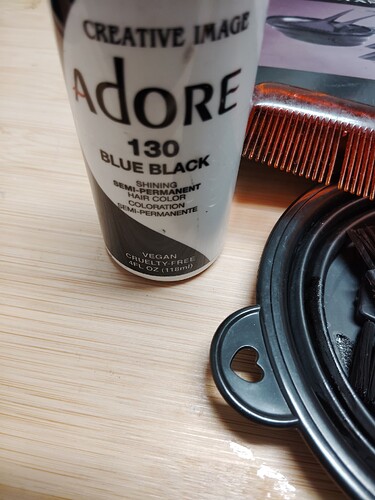 CREATIVE IMAGE
ADORE
130
BLUE BLACK
SHINING
SEMI-PERMANENT
HAIR COLOR
COLORATION
SEMI-PERMANENTE
VEGAN
CRUELTY-FREE
4FL OZ (118ml)